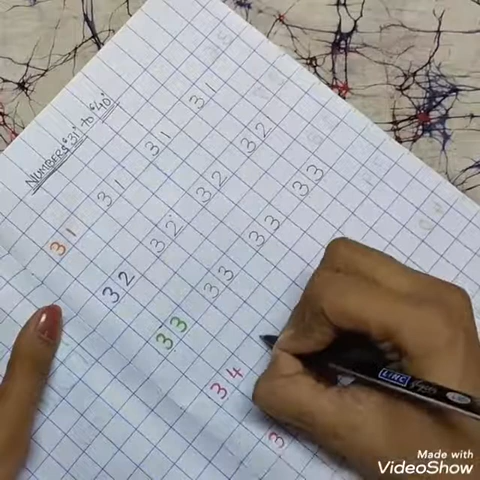 NUMBERS '31' to '40'
31 31 31 31
32 32 32 32
33 33 33 33
34
3
LINC
Made with
VideoShow